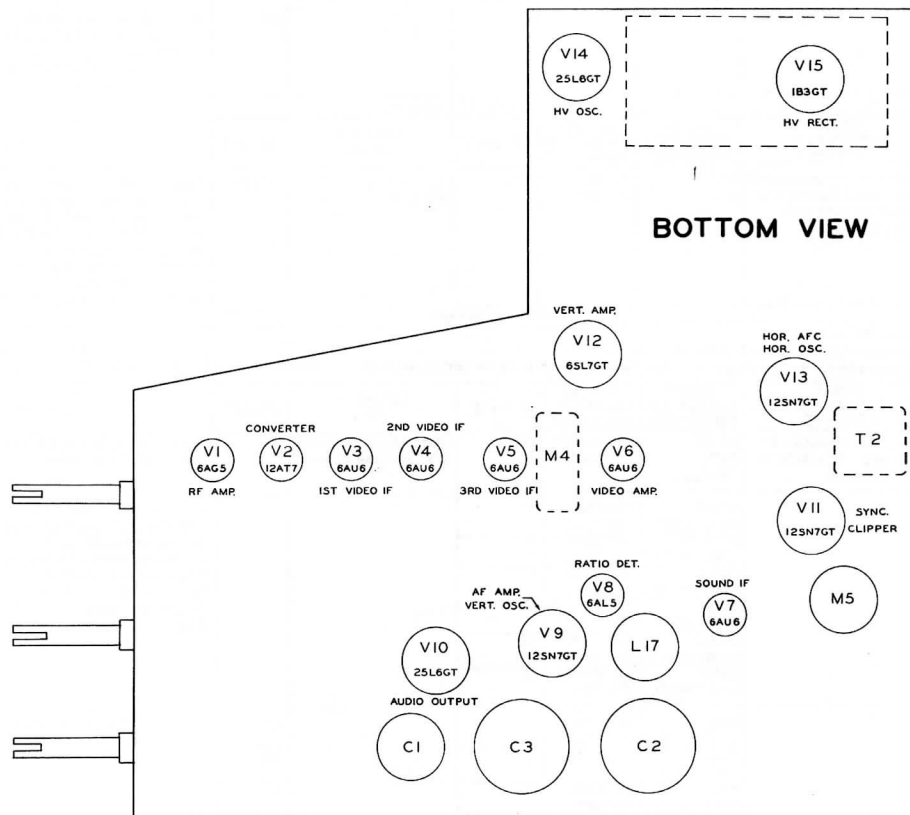 V14
25L6GT
HV OSC.
V15
1B3GT
HV RECT.
BOTTOM VIEW
VERT. AMP.
V12
6SL7GT
HOR. AFC
HOR. OSC.
V13
12SN7GT
T2
CONVERTER
2ND VIDEO IF
V1
6AG5
RF AMP.
V2
12AT7
V3
6AU6
1ST VIDEO IF
V4
6AU6
V5
6AU6
3RD VIDEO IF
M4
V6
6AU6
VIDEO AMP.
V11
12SN7GT
SYNC.
CLIPPER
RATIO DET.
V8
6AL5
SOUND IF
V7
6AU6
M5
AF AMP.
VERT. OSC.
V9
12SN7GT
L17
V10
25L6GT
AUDIO OUTPUT
C1
C3
C2